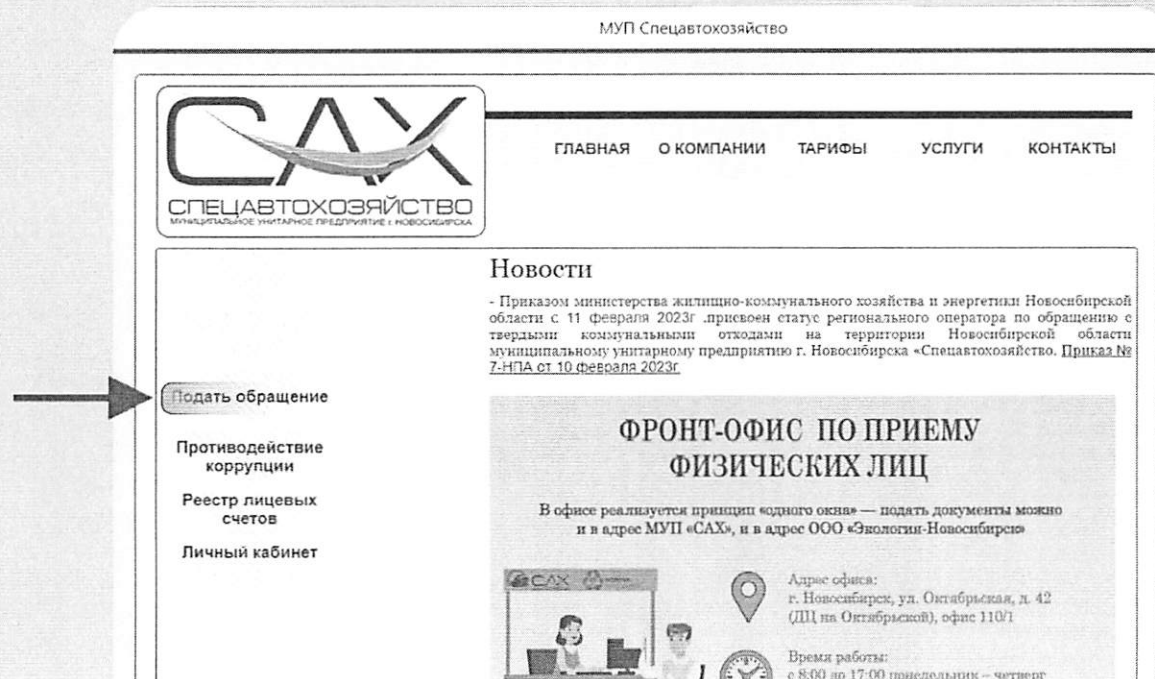 МУП Спецавтохозяйство
САХ
СПЕЦАВТОХОЗЯЙСТВО
МУНИЦИПАЛЬНОЕ УНИТАРНОЕ ПРЕДПРИЯТИЕ г. НОВОСИБИРСКА
ГЛАВНАЯ О КОМПАНИИ ТАРИФЫ УСЛУГИ КОНТАКТЫ
Подать обращение
Противодействие
коррупции
Реестр лицевых
счетов
Личный кабинет
Новости
- Приказом министерства жилищно-коммунального хозяйства и энергетики Новосибирской
области с 11 февраля 2023г .присвоен статус регионального оператора по обращению с
твердыми коммунальными отходами на территории Новосибирской области
муниципальному унитарному предприятию г. Новосибирска «Спецавтохозяйство. Приказ №
7-НПА от 10 февраля 2023г.
ФРОНТ-ОФИС ПО ПРИЕМУ
ФИЗИЧЕСКИХ ЛИЦ
В офисе реализуется принцип «одного окна» — подать документы можно
и в адрес МУП «САХ», и в адрес ООО «Экология-Новосибирск»
САХ
Адрес офиса:
г. Новосибирск, ул. Октябрьская, д. 42
(ДЦ на Октябрьской), офис 110/1
Время работы:
с 8:00 до 17:00 понедельник – четверг